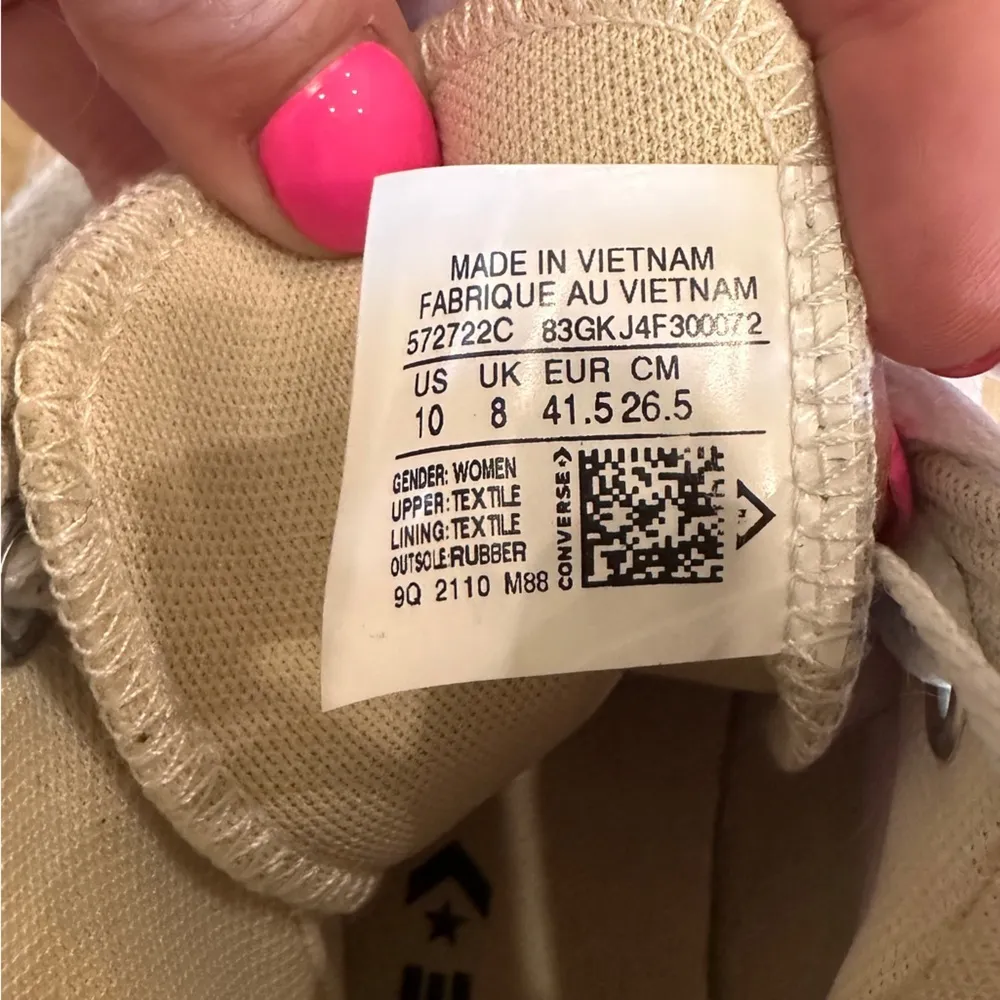 MADE IN VIETNAM
FABRIQUE AU VIETNAM
572722C 83GKJ4F300072
US UK EUR CM
10 8 41.5 26.5
GENDER: WOMEN
UPPER: TEXTILE
LINING: TEXTILE
OUTSOLE: RUBBER
9Q 2110 M88
CONVERSE
TM